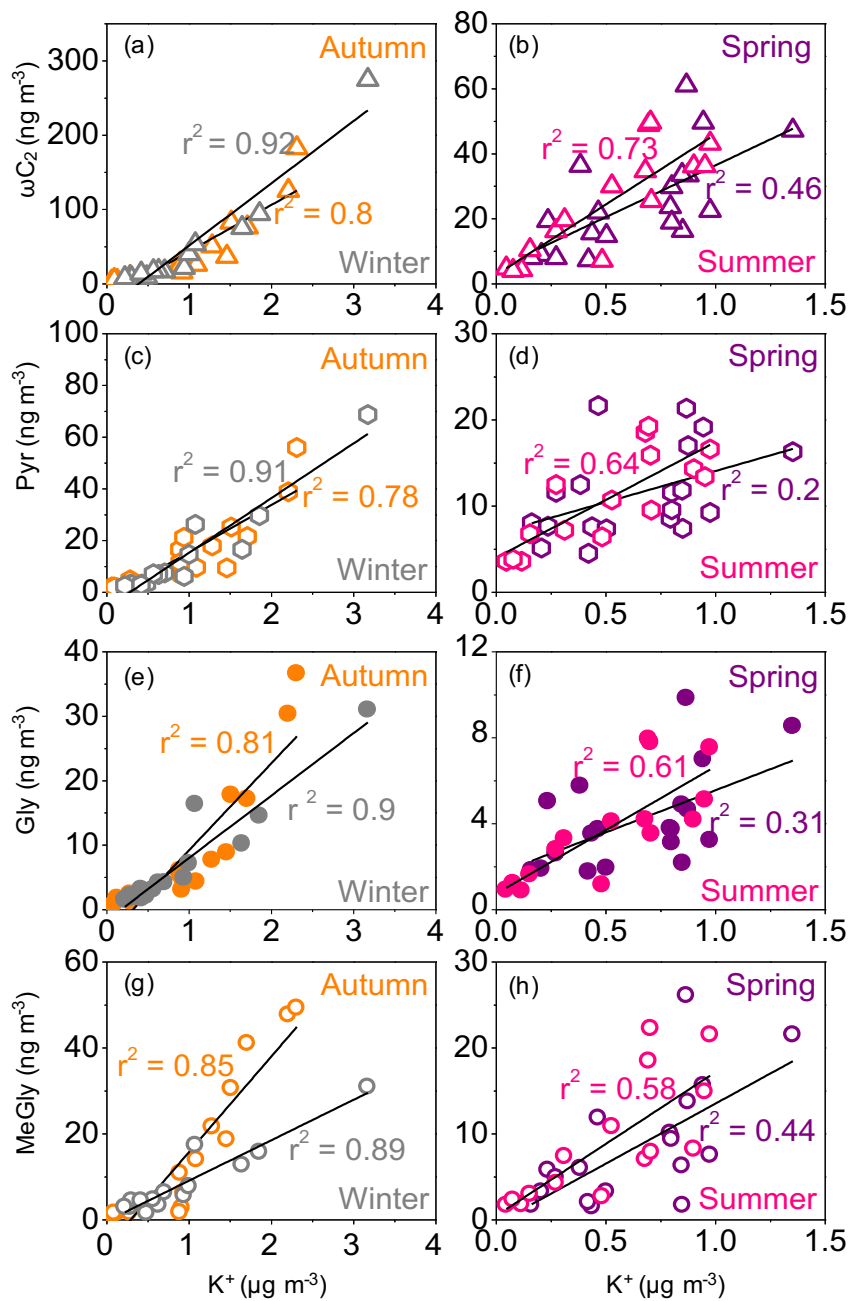 (a) Autumn
ωC₂ (ng m⁻³)
350
300
250
200
150
100
50
0
r² = 0.92
r² = 0.8
Winter
0 1 2 3 4
(b) Spring
80
60
40
20
0
r² = 0.73
r² = 0.46
Summer
0.0 0.5 1.0 1.5
(c) Autumn
Pyr (ng m⁻³)
100
80
60
40
20
0
r² = 0.91
r² = 0.78
Winter
0 1 2 3 4
(d) Spring
30
20
10
0
r² = 0.64
r² = 0.2
Summer
0.0 0.5 1.0 1.5
(e) Autumn
Gly (ng m⁻³)
40
30
20
10
0
r² = 0.81
r ² = 0.9
Winter
0 1 2 3 4
(f) Spring
12
8
4
0
r² = 0.61
r² = 0.31
Summer
0.0 0.5 1.0 1.5
(g) Autumn
MeGly (ng m⁻³)
60
40
20
0
r² = 0.85
r² = 0.89
Winter
0 1 2 3 4
K⁺ (µg m⁻³)
(h) Spring
30
20
10
0
r² = 0.58
r² = 0.44
Summer
0.0 0.5 1.0 1.5
K⁺ (µg m⁻³)